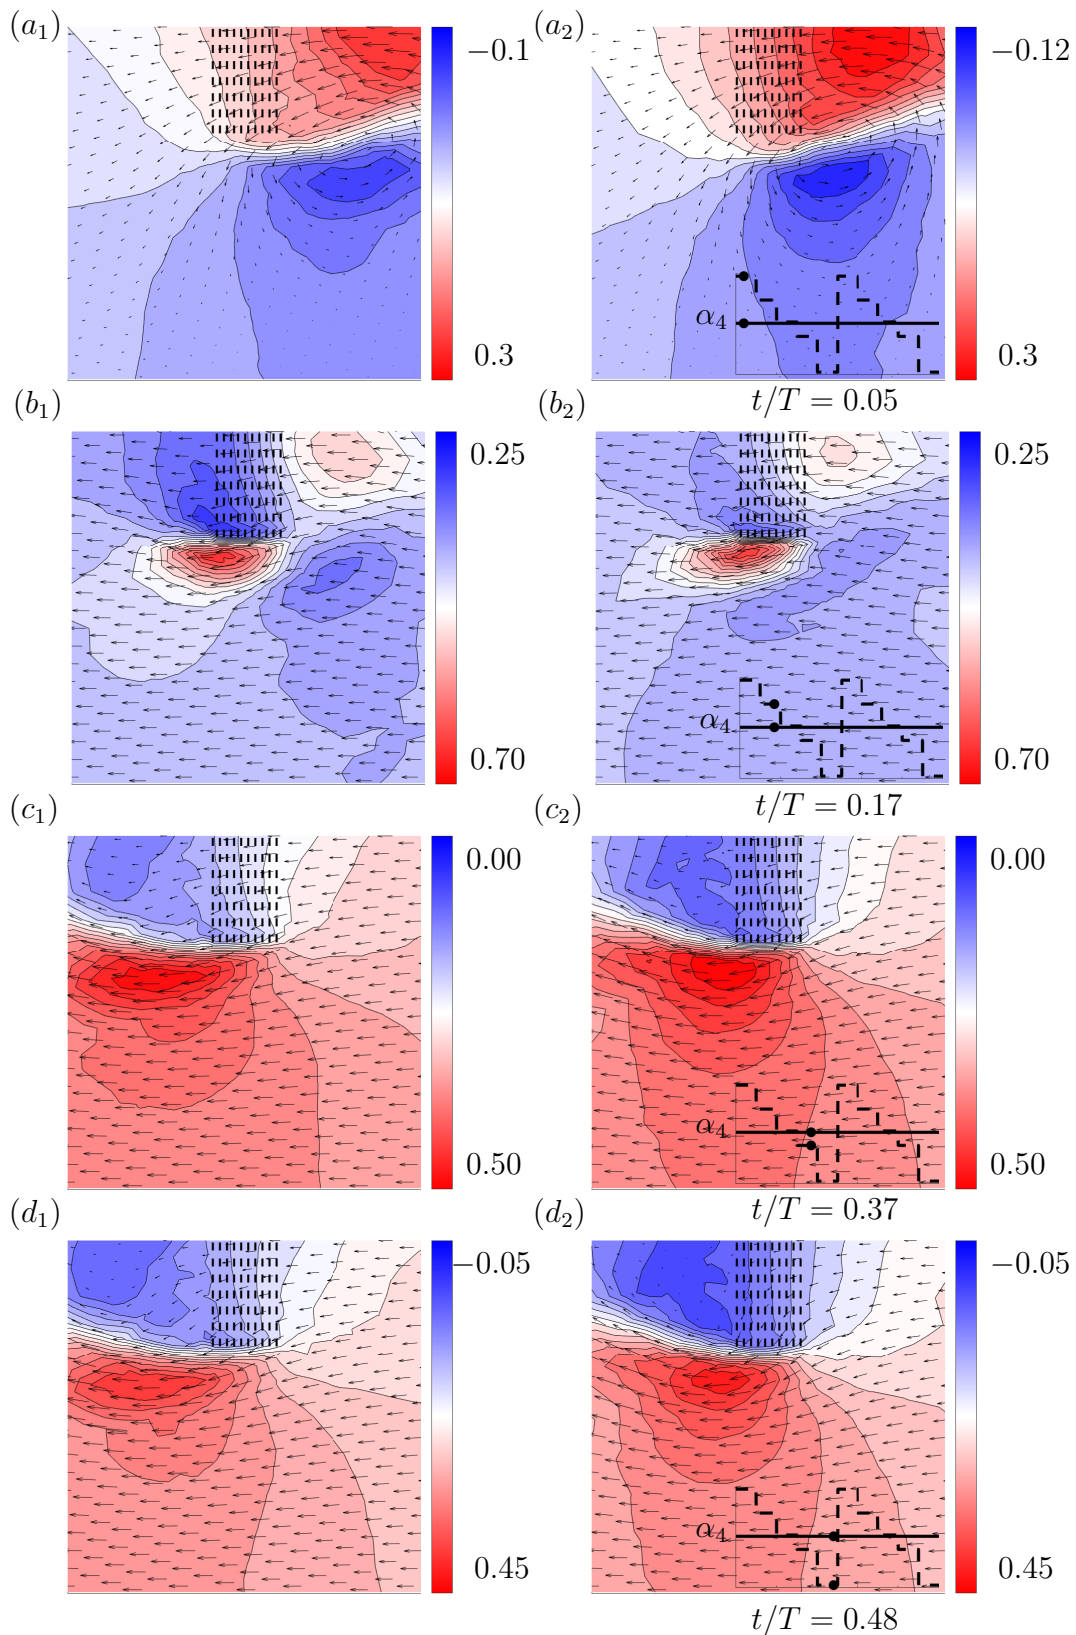 (a₁) (a₂)
−0.1 −0.12
α₄
0.3 0.3
t/T = 0.05
(b₁) (b₂)
0.25 0.25
α₄
0.70 0.70
t/T = 0.17
(c₁) (c₂)
0.00 0.00
α₄
0.50 0.50
t/T = 0.37
(d₁) (d₂)
−0.05 −0.05
α₄
0.45 0.45
t/T = 0.48